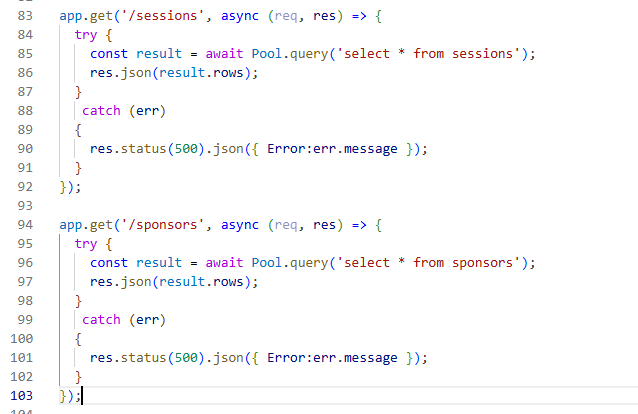 83 app.get('/sessions', async (req, res) => {
84 try {
85 const result = await Pool.query('select * from sessions');
86 res.json(result.rows);
87 }
88 catch (err)
89 {
90 res.status(500).json({ Error:err.message });
91 }
92 });
93
94 app.get('/sponsors', async (req, res) => {
95 try {
96 const result = await Pool.query('select * from sponsors');
97 res.json(result.rows);
98 }
99 catch (err)
100 {
101 res.status(500).json({ Error:err.message });
102 }
103 });